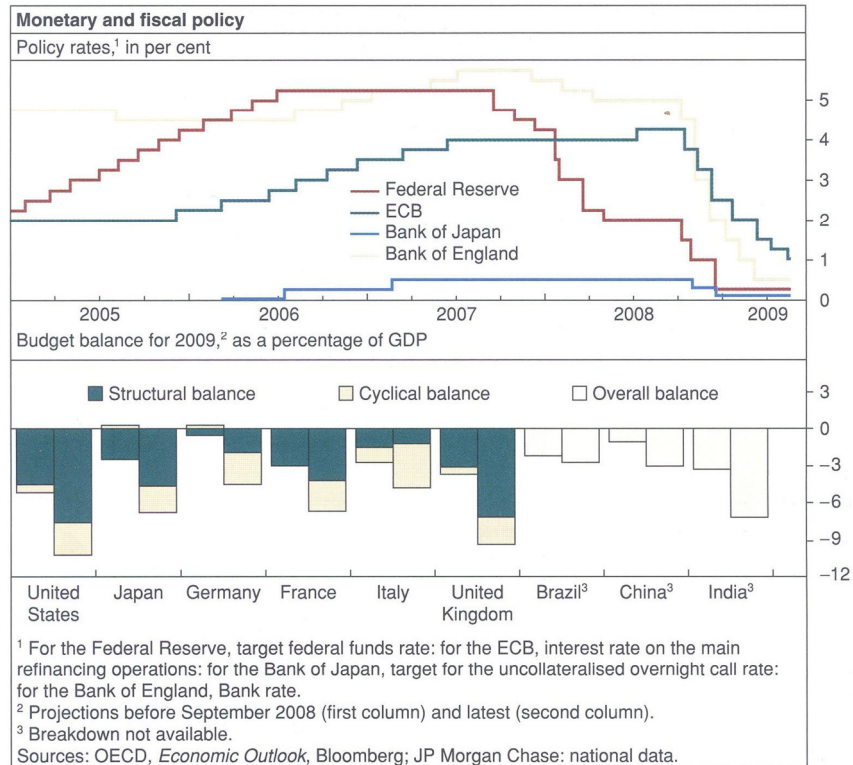 Monetary and fiscal policy
Policy rates,¹ in per cent
5
4
3
2
1
0
Federal Reserve
ECB
Bank of Japan
Bank of England
2005 2006 2007 2008 2009
Budget balance for 2009,² as a percentage of GDP
Structural balance Cyclical balance Overall balance
3
0
−3
−6
−9
−12
United States Japan Germany France Italy United Kingdom Brazil³ China³ India³
¹ For the Federal Reserve, target federal funds rate: for the ECB, interest rate on the main
refinancing operations: for the Bank of Japan, target for the uncollateralised overnight call rate:
for the Bank of England, Bank rate.
² Projections before September 2008 (first column) and latest (second column).
³ Breakdown not available.
Sources: OECD, Economic Outlook, Bloomberg; JP Morgan Chase: national data.